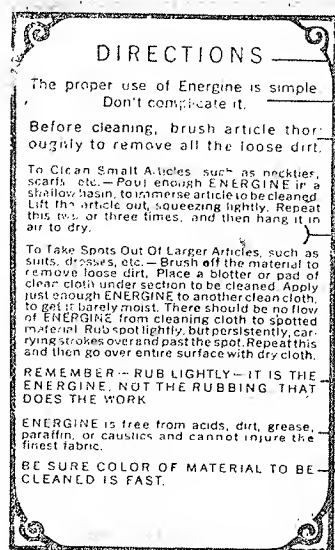 DIRECTIONS
The proper use of Energine is simple
Don't complicate it.
Before cleaning, brush article thor-
oughly to remove all the loose dirt.
To Clean Small Articles such as neckties,
scarfs etc. — Pour enough ENERGINE in a
shallow basin, to immerse article to be cleaned.
Lift the article out, squeezing lightly. Repeat
this two or three times, and then hang it in
air to dry.
To Take Spots Out Of Larger Articles, such as
suits, dresses, etc. — Brush off the material to
remove loose dirt, Place a blotter or pad of
clean cloth under section to be cleaned. Apply
just enough ENERGINE to another clean cloth,
to get it barely moist. There should be no flow
of ENERGINE from cleaning cloth to spotted
material. Rub spot lightly, but persistently, car-
rying strokes over and past the spot. Repeat this
and then go over entire surface with dry cloth.
REMEMBER — RUB LIGHTLY — IT IS THE
ENERGINE, NOT THE RUBBING THAT
DOES THE WORK
ENERGINE is free from acids, dirt, grease,
paraffin, or caustics and cannot injure the
finest fabric.
BE SURE COLOR OF MATERIAL TO BE
CLEANED IS FAST.